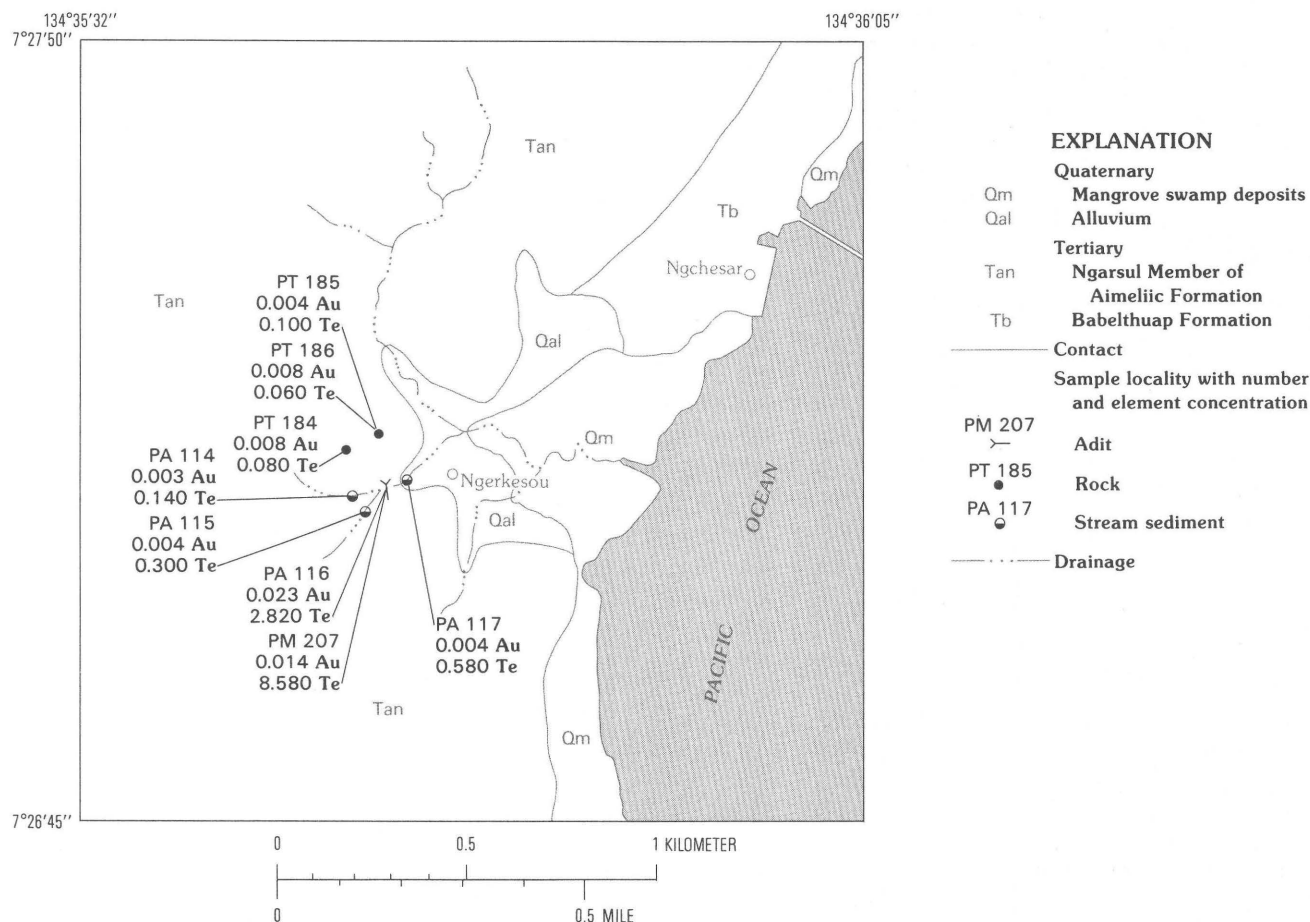 134°35'32''
134°36'05''
7°27'50''
Tan
Qm
Tb
Ngchesar
Tan
PT 185
0.004 Au
0.100 Te
Qal
PT 186
0.008 Au
0.060 Te
PT 184
0.008 Au
0.080 Te
PA 114
0.003 Au
0.140 Te
Qm
Ngerkesou
PA 115
0.004 Au
0.300 Te
Qal
PA 116
0.023 Au
2.820 Te
PM 207
0.014 Au
8.580 Te
PA 117
0.004 Au
0.580 Te
Tan
Qm
PACIFIC OCEAN
7°26'45''
0 0.5 1 KILOMETER
0 0.5 MILE
EXPLANATION
Quaternary
Qm Mangrove swamp deposits
Qal Alluvium
Tertiary
Tan Ngarsul Member of
Aimeliic Formation
Tb Babelthuap Formation
Contact
Sample locality with number
and element concentration
PM 207
Adit
PT 185
Rock
PA 117
Stream sediment
Drainage